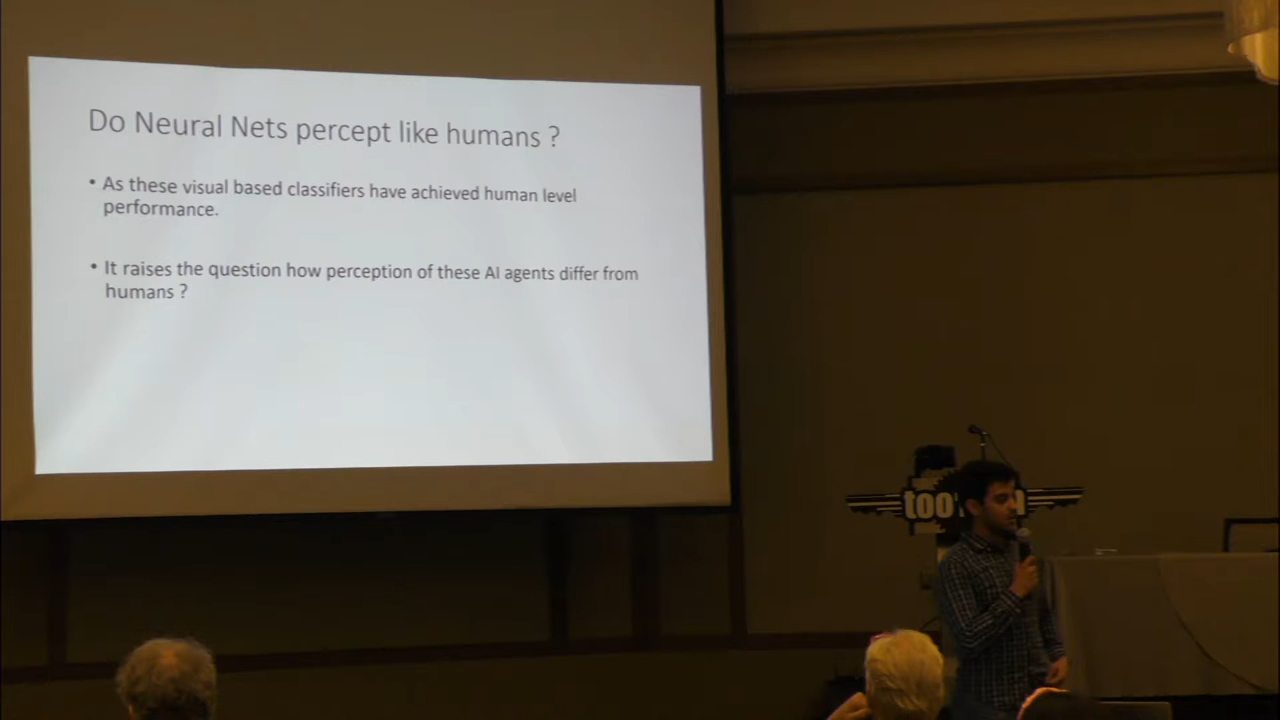 Do Neural Nets percept like humans ?
• As these visual based classifiers have achieved human level
performance.
• It raises the question how perception of these AI agents differ from
humans ?